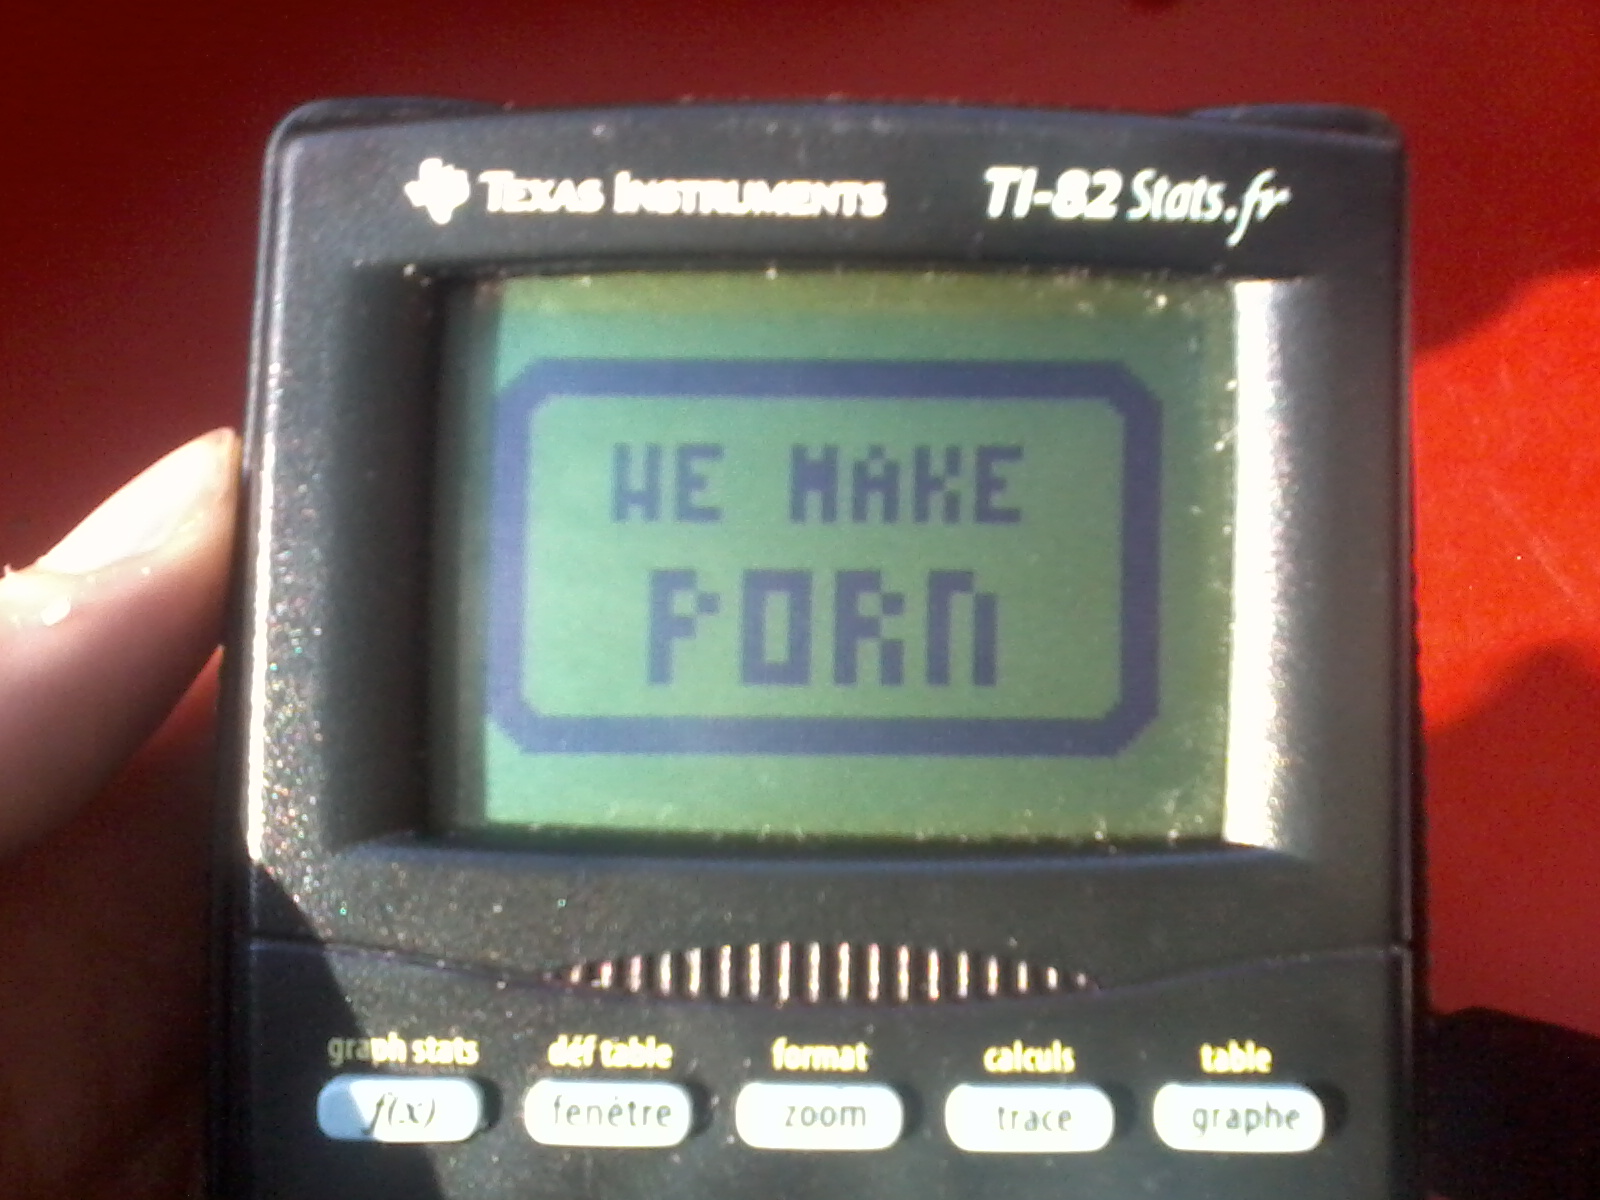 TEXAS INSTRUMENTS TI-82 Stats.fr
WE MAKE
PORN
graph stats déf table format calculs table
f(x) fenêtre zoom trace graphe